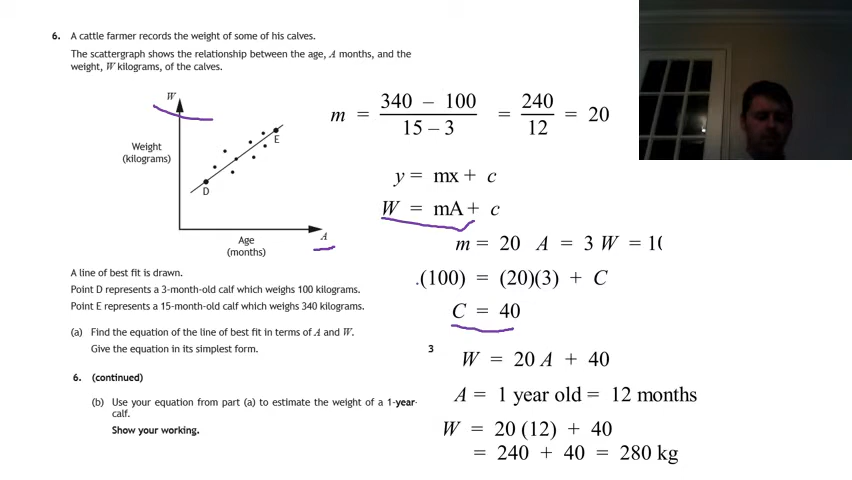 6. A cattle farmer records the weight of some of his calves.
The scattergraph shows the relationship between the age, A months, and the
weight, W kilograms, of the calves.
W
Weight
(kilograms)
E
D
A
Age
(months)
A line of best fit is drawn.
Point D represents a 3-month-old calf which weighs 100 kilograms.
Point E represents a 15-month-old calf which weighs 340 kilograms.
(a) Find the equation of the line of best fit in terms of A and W.
Give the equation in its simplest form.
3
6. (continued)
(b) Use your equation from part (a) to estimate the weight of a 1-year-
calf.
Show your working.
m = 340 – 100 / 15 – 3 = 240 / 12 = 20
y = mx + c
W = mA + c
m = 20 A = 3 W =
.(100) = (20)(3) + C
C = 40
W = 20 A + 40
A = 1 year old = 12 months
W = 20 (12) + 40
= 240 + 40 = 280 kg